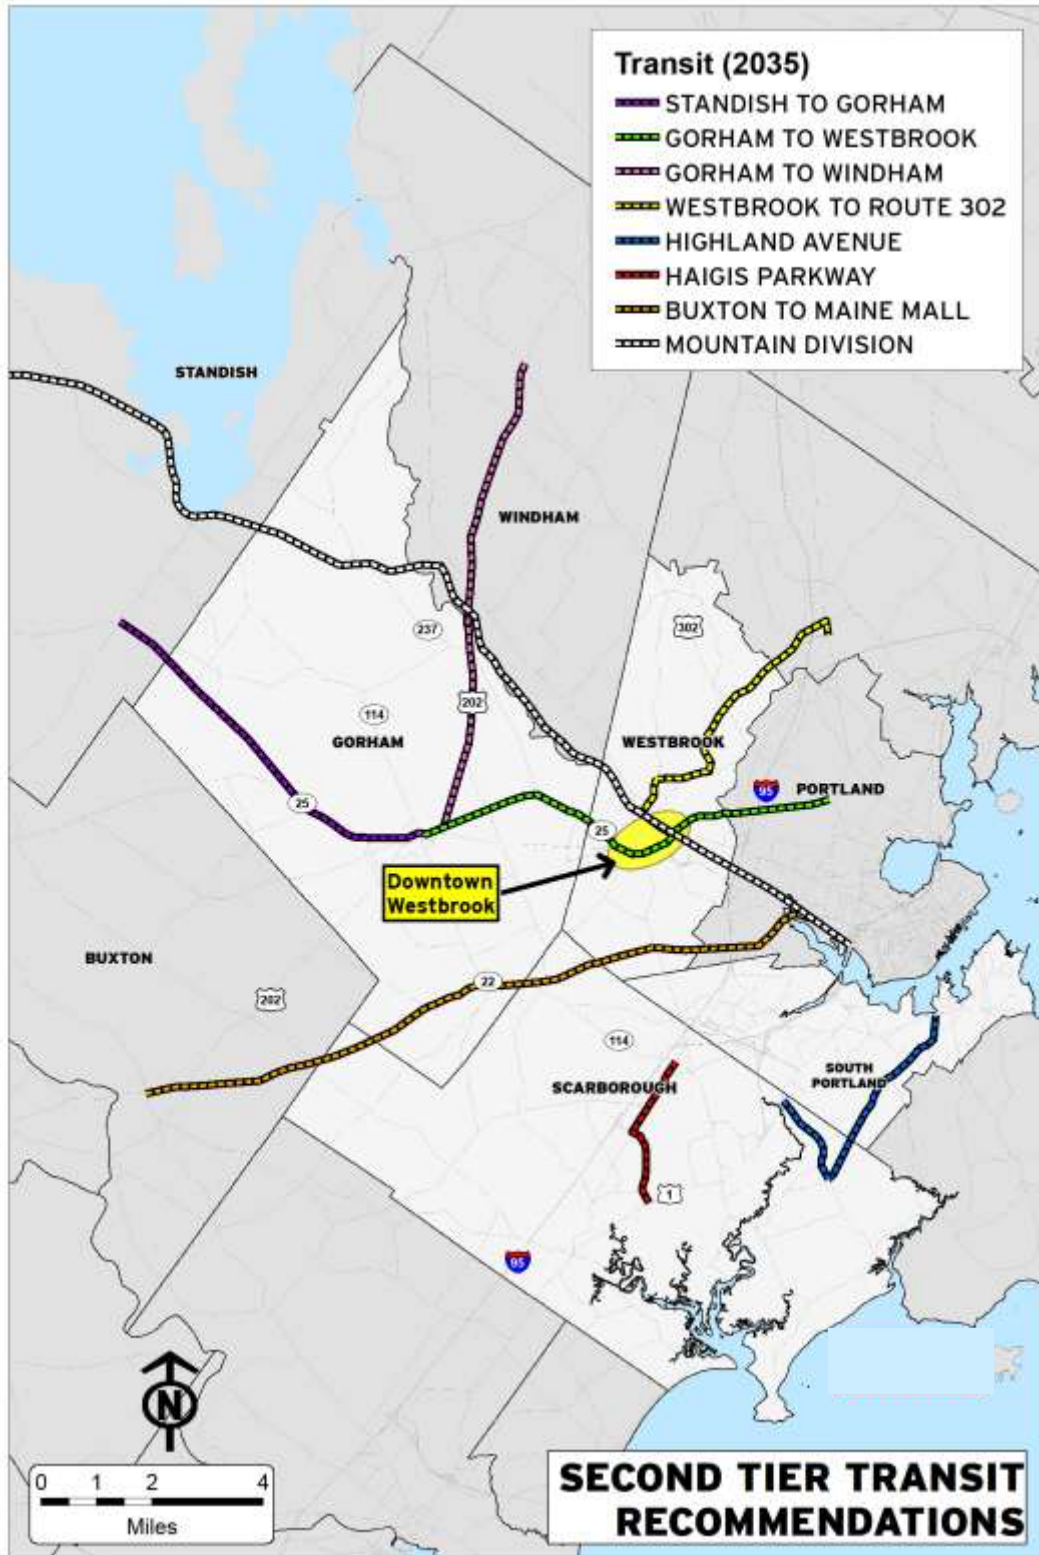 Transit (2035)
STANDISH TO GORHAM
GORHAM TO WESTBROOK
GORHAM TO WINDHAM
WESTBROOK TO ROUTE 302
HIGHLAND AVENUE
HAIGIS PARKWAY
BUXTON TO MAINE MALL
MOUNTAIN DIVISION
STANDISH
WINDHAM
237
302
202
114
GORHAM
WESTBROOK
95
PORTLAND
25
25
Downtown
Westbrook
BUXTON
202
22
114
SCARBOROUGH
SOUTH
PORTLAND
1
95
N
0 1 2 4
Miles
SECOND TIER TRANSIT
RECOMMENDATIONS